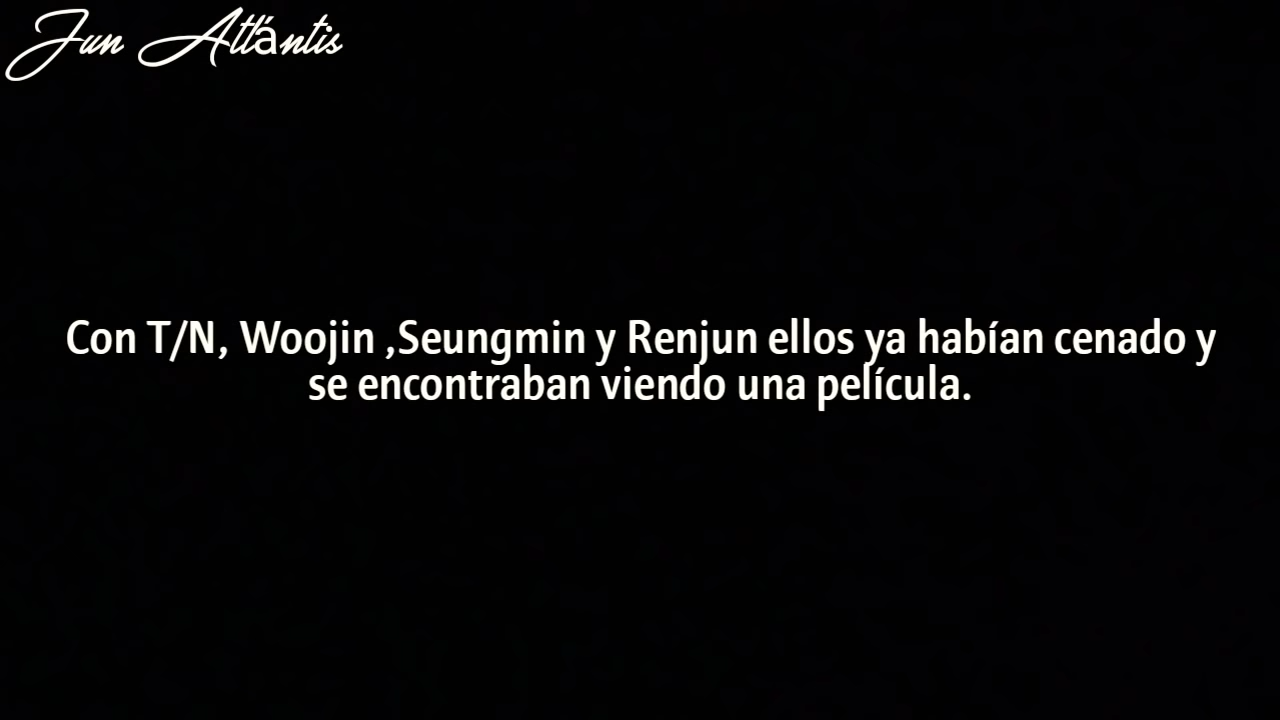 Jun Atlántis
Con T/N, Woojin ,Seungmin y Renjun ellos ya habían cenado y
se encontraban viendo una película.